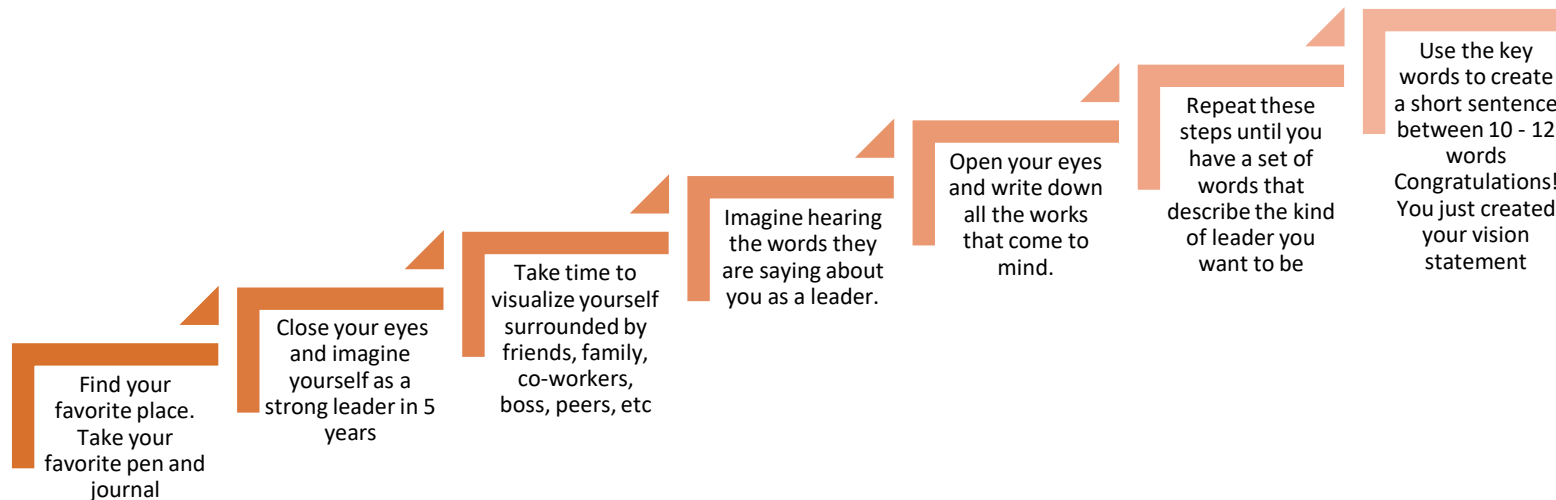 Find your
favorite place.
Take your
favorite pen and
journal
Close your eyes
and imagine
yourself as a
strong leader in 5
years
Take time to
visualize yourself
surrounded by
friends, family,
co-workers,
boss, peers, etc
Imagine hearing
the words they
are saying about
you as a leader.
Open your eyes
and write down
all the works
that come to
mind.
Repeat these
steps until you
have a set of
words that
describe the kind
of leader you
want to be
Use the key
words to create
a short sentence
between 10 - 12
words
Congratulations!
You just created
your vision
statement